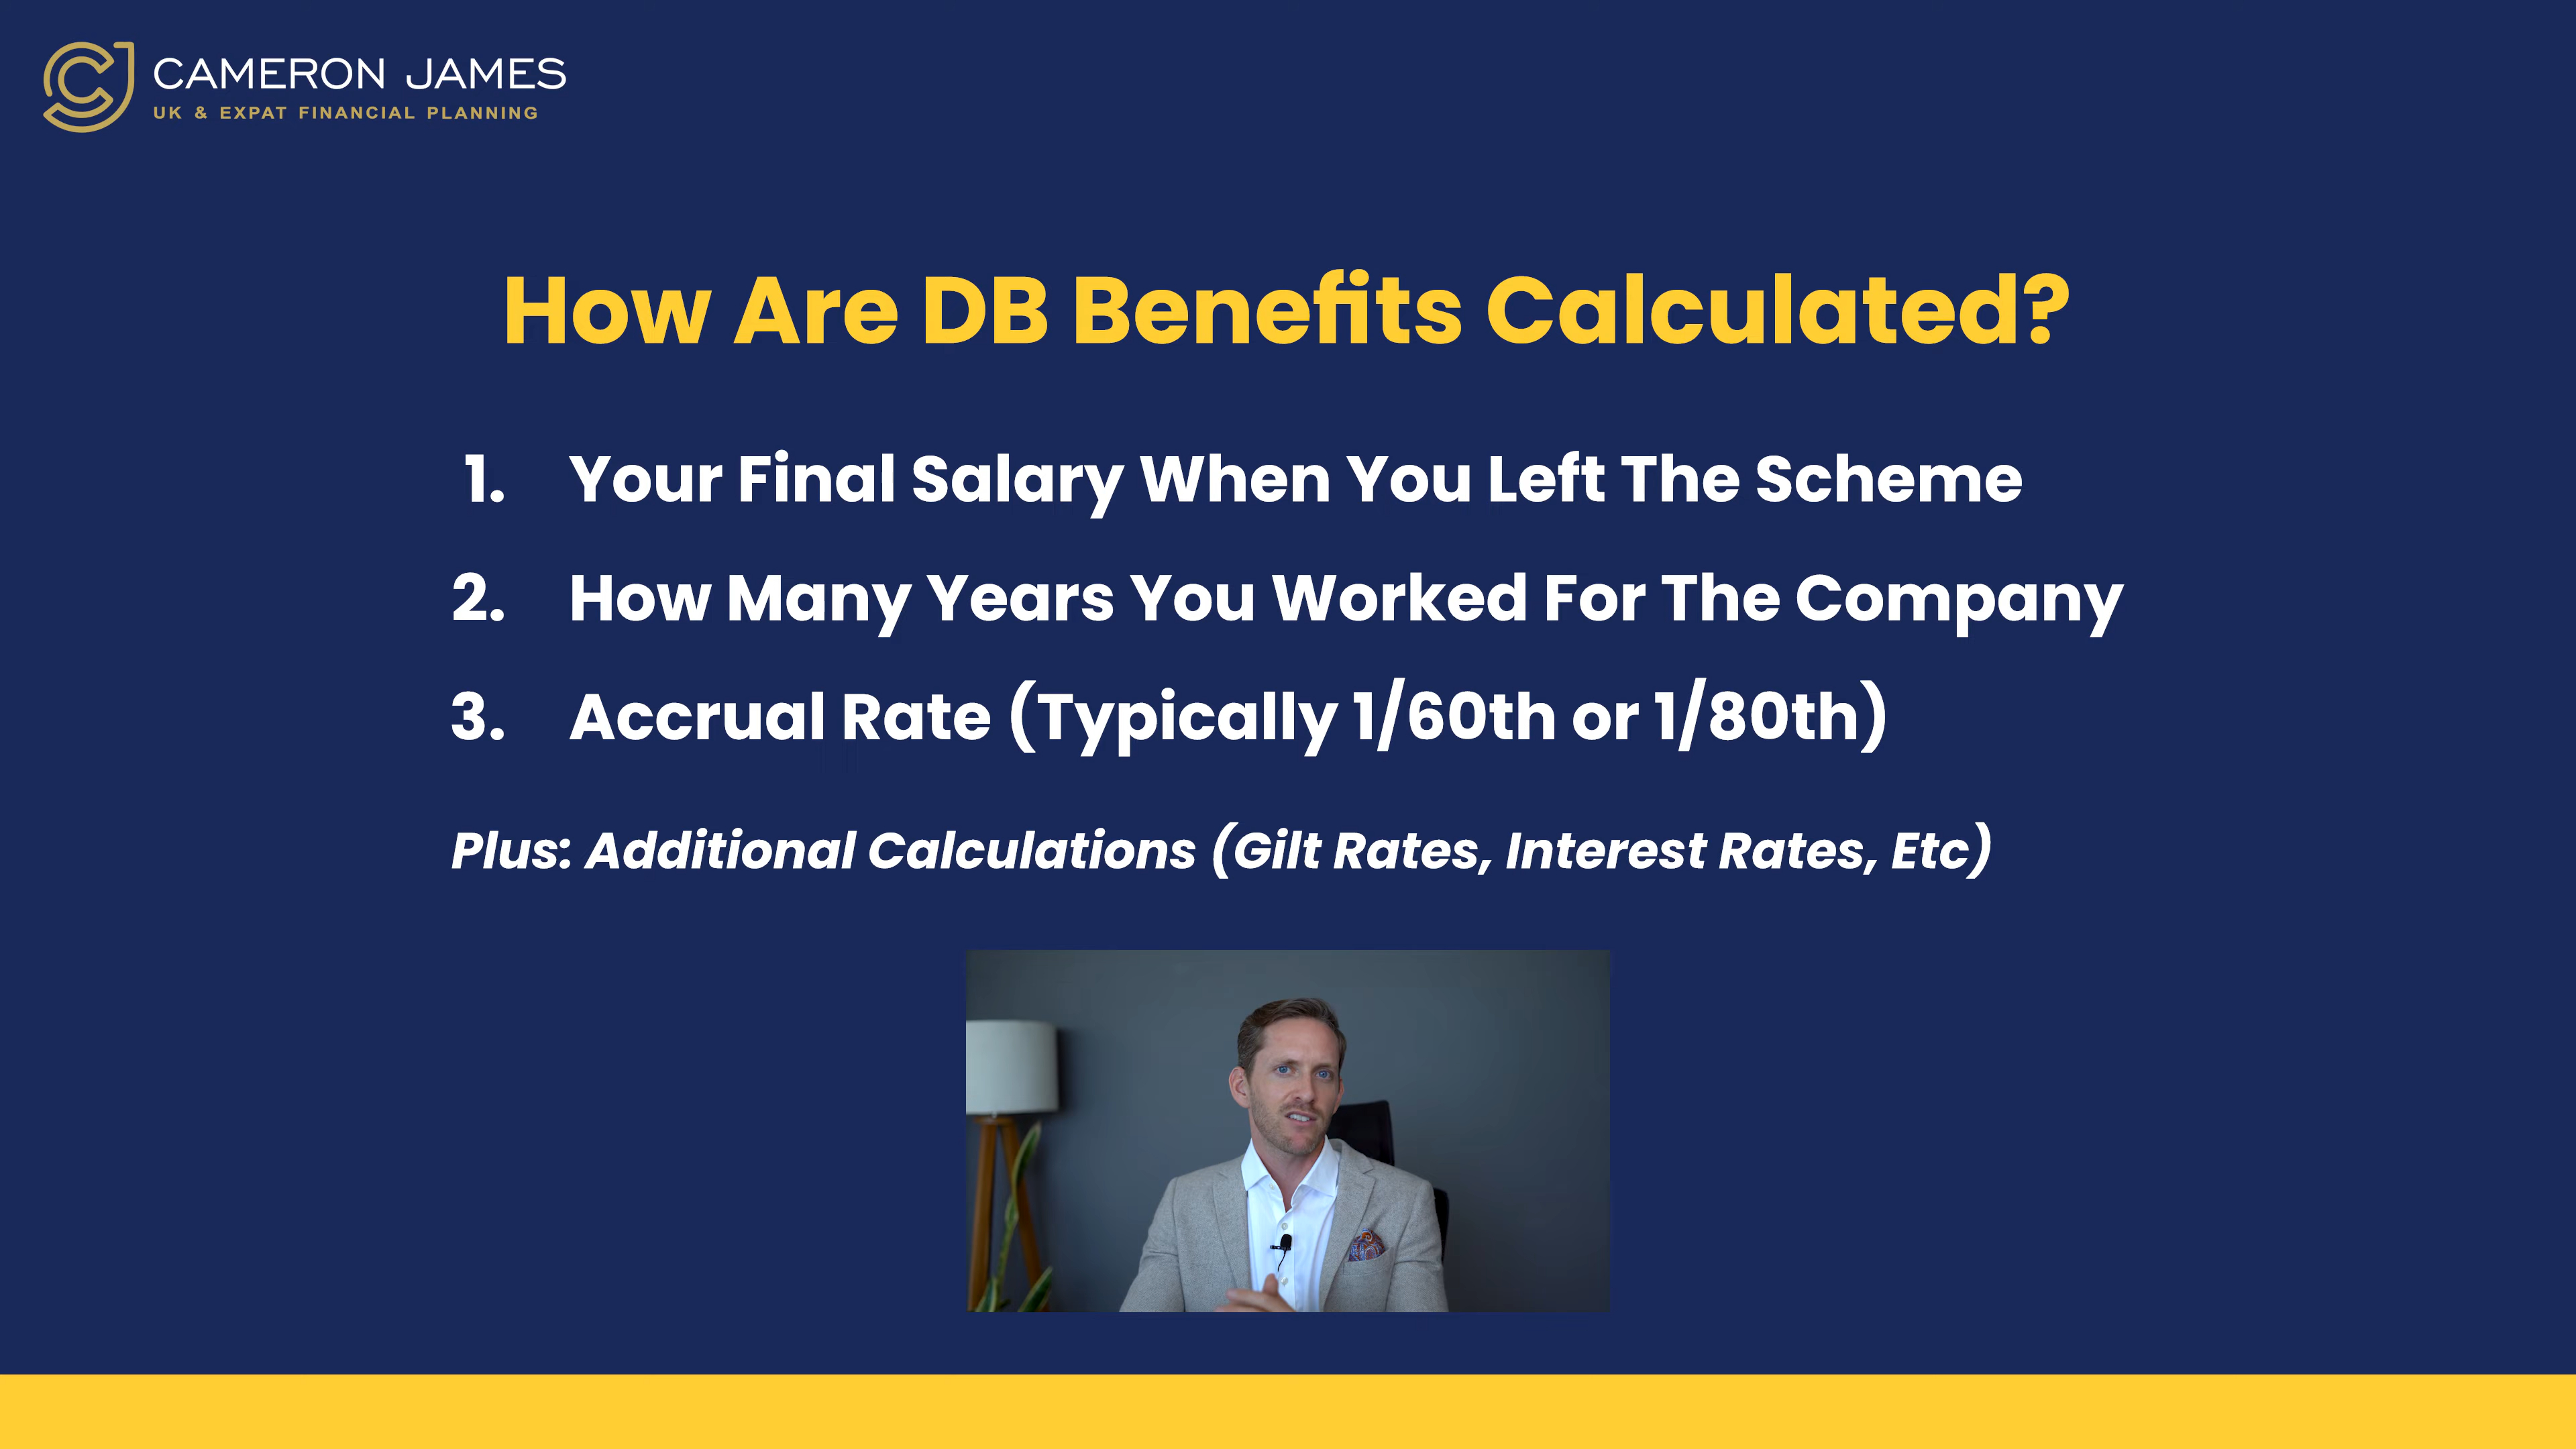 CAMERON JAMES
UK & EXPAT FINANCIAL PLANNING
How Are DB Benefits Calculated?
1. Your Final Salary When You Left The Scheme
2. How Many Years You Worked For The Company
3. Accrual Rate (Typically 1/60th or 1/80th)
Plus: Additional Calculations (Gilt Rates, Interest Rates, Etc)